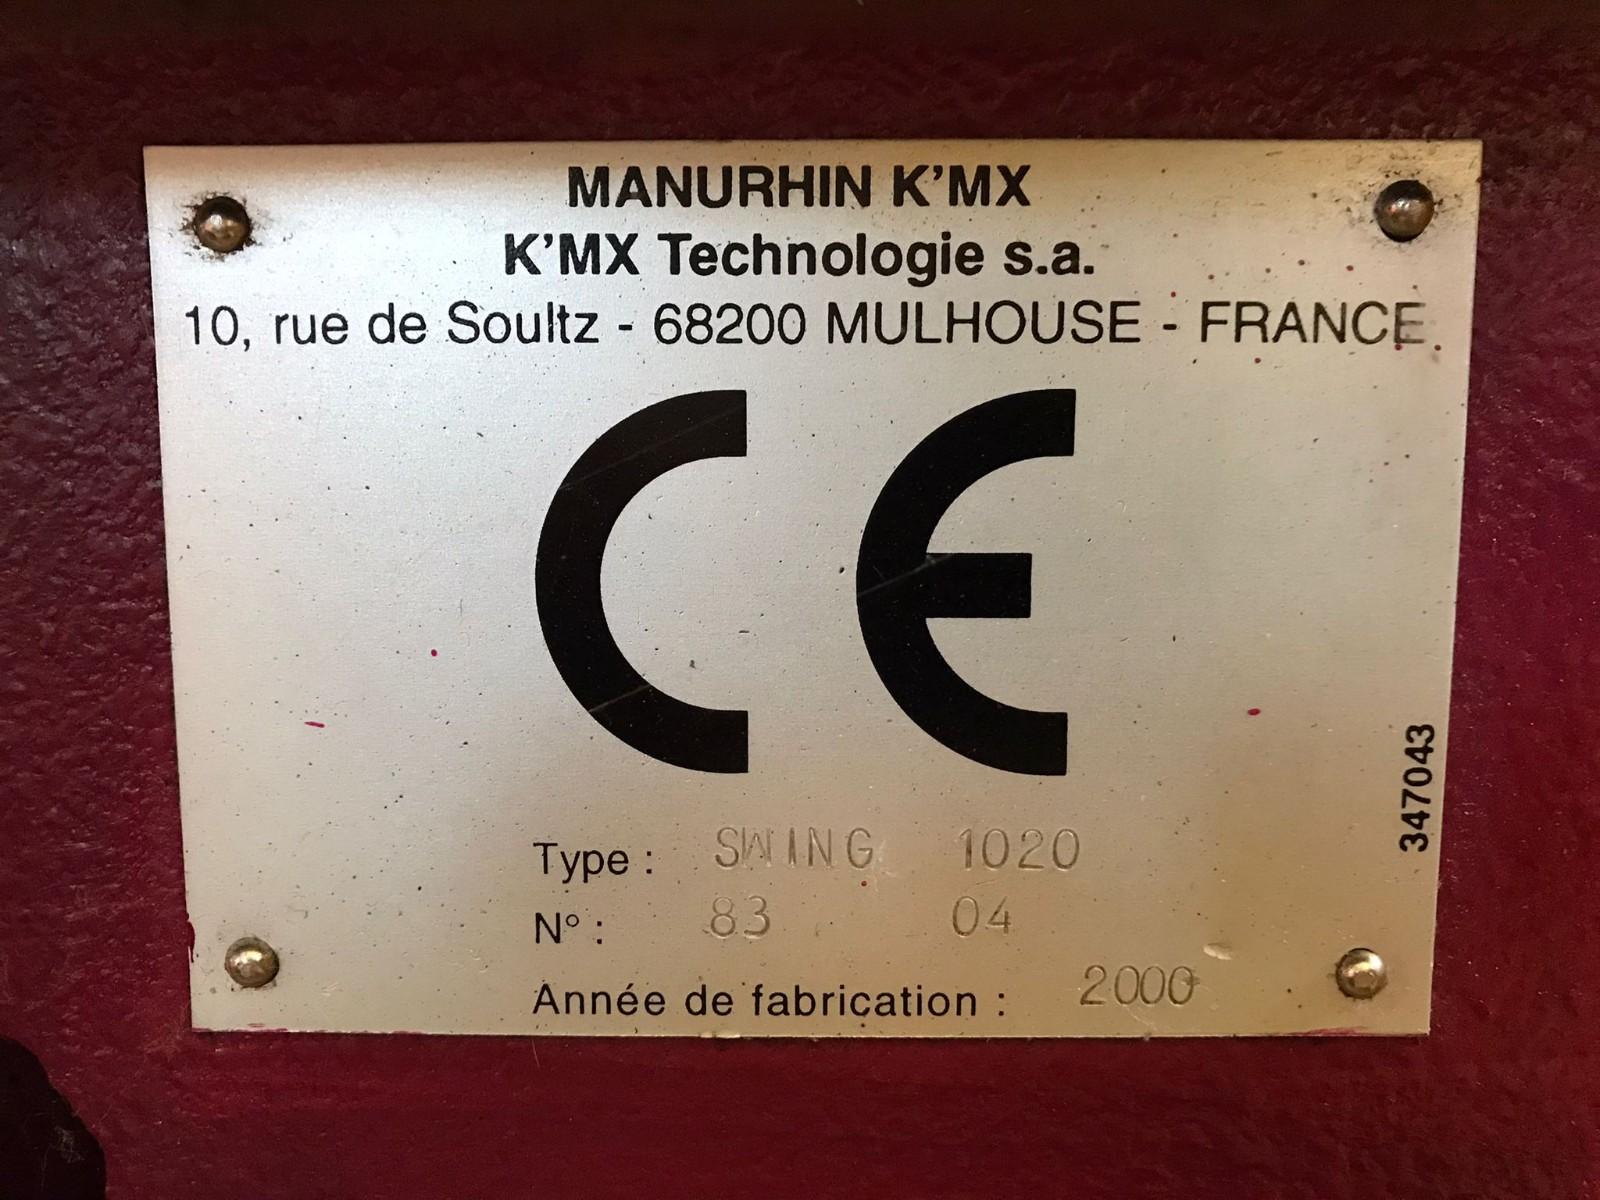 MANURHIN K'MX
K'MX Technologie s.a.
10, rue de Soultz - 68200 MULHOUSE - FRANCE
CE
347043
Type : SWING 1020
N° : 83 04
Année de fabrication : 2000